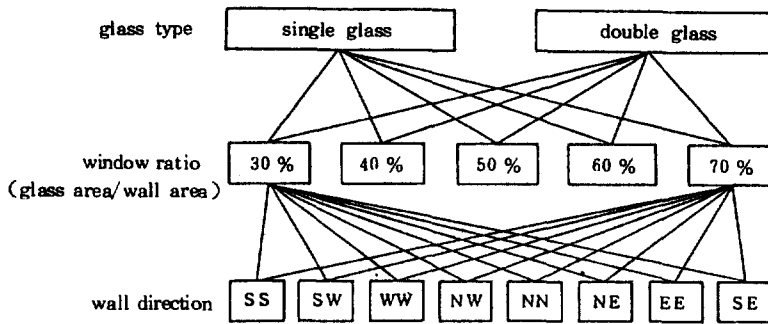 glass type single glass double glass
window ratio 30 % 40 % 50 % 60 % 70 %
(glass area/wall area)
wall direction SS SW WW NW NN NE EE SE